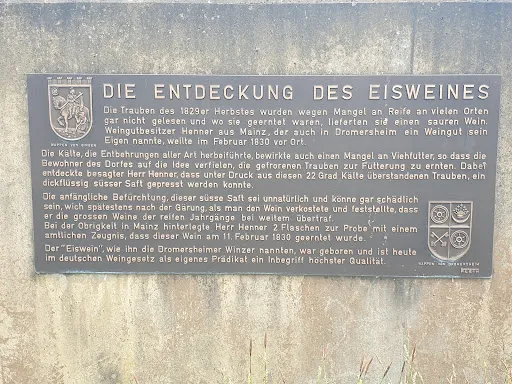 DIE ENTDECKUNG DES EISWEINES
Die Trauben des 1829er Herbstes wurden wegen Mangel an Reife an vielen Orten
gar nicht gelesen und wo sie geerntet waren, lieferten sie einen sauren Wein.
Weingutbesitzer Henner aus Mainz, der auch in Dromersheim ein Weingut sein
Eigen nannte, weilte im Februar 1830 vor Ort.
WAPPEN VON BINGEN
Die Kälte, die Entbehrungen aller Art herbeiführte, bewirkte auch einen Mangel an Viehfutter, so dass die
Bewohner des Dorfes auf die Idee verfielen, die gefrorenen Trauben zur Fütterung zu ernten. Dabei
entdeckte besagter Herr Henner, dass unter Druck aus diesen 22 Grad Kälte überstandenen Trauben, ein
dickflüssig süsser Saft gepresst werden konnte.
Die anfängliche Befürchtung, dieser süsse Saft sei unnatürlich und könne gar schädlich
sein, wich spätestens nach der Gärung, als man den Wein verkostete und feststellte, dass
er die grossen Weine der reifen Jahrgänge bei weitem übertraf.
Bei der Obrigkeit in Mainz hinterlegte Herr Henner 2 Flaschen zur Probe mit einem
amtlichen Zeugnis, dass dieser Wein am 11. Februar 1830 geerntet wurde.
Der "Eiswein", wie ihn die Dromersheimer Winzer nannten, war geboren und ist heute
im deutschen Weingesetz als eigenes Prädikat ein Inbegriff höchster Qualität.
WAPPEN VON DROMERSHEIM